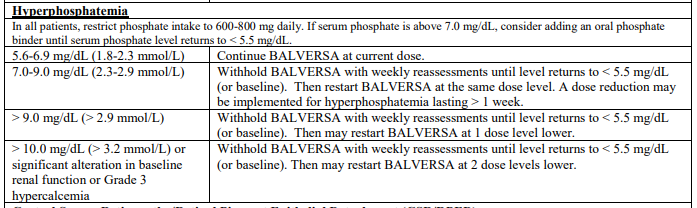 Hyperphosphatemia
In all patients, restrict phosphate intake to 600-800 mg daily. If serum phosphate is above 7.0 mg/dL, consider adding an oral phosphate
binder until serum phosphate level returns to < 5.5 mg/dL.
5.6-6.9 mg/dL (1.8-2.3 mmol/L)
Continue BALVERSA at current dose.
7.0-9.0 mg/dL (2.3-2.9 mmol/L)
Withhold BALVERSA with weekly reassessments until level returns to < 5.5 mg/dL
(or baseline).  Then restart BALVERSA at the same dose level. A dose reduction may
be implemented for hyperphosphatemia lasting > 1 week.
> 9.0 mg/dL (> 2.9 mmol/L)
Withhold BALVERSA with weekly reassessments until level returns to < 5.5 mg/dL
(or baseline).  Then may restart BALVERSA at 1 dose level lower.
> 10.0 mg/dL (> 3.2 mmol/L) or
significant alteration in baseline
renal function or Grade 3
hypercalcemia
Withhold BALVERSA with weekly reassessments until level returns to < 5.5 mg/dL
(or baseline). Then may restart BALVERSA at 2 dose levels lower.